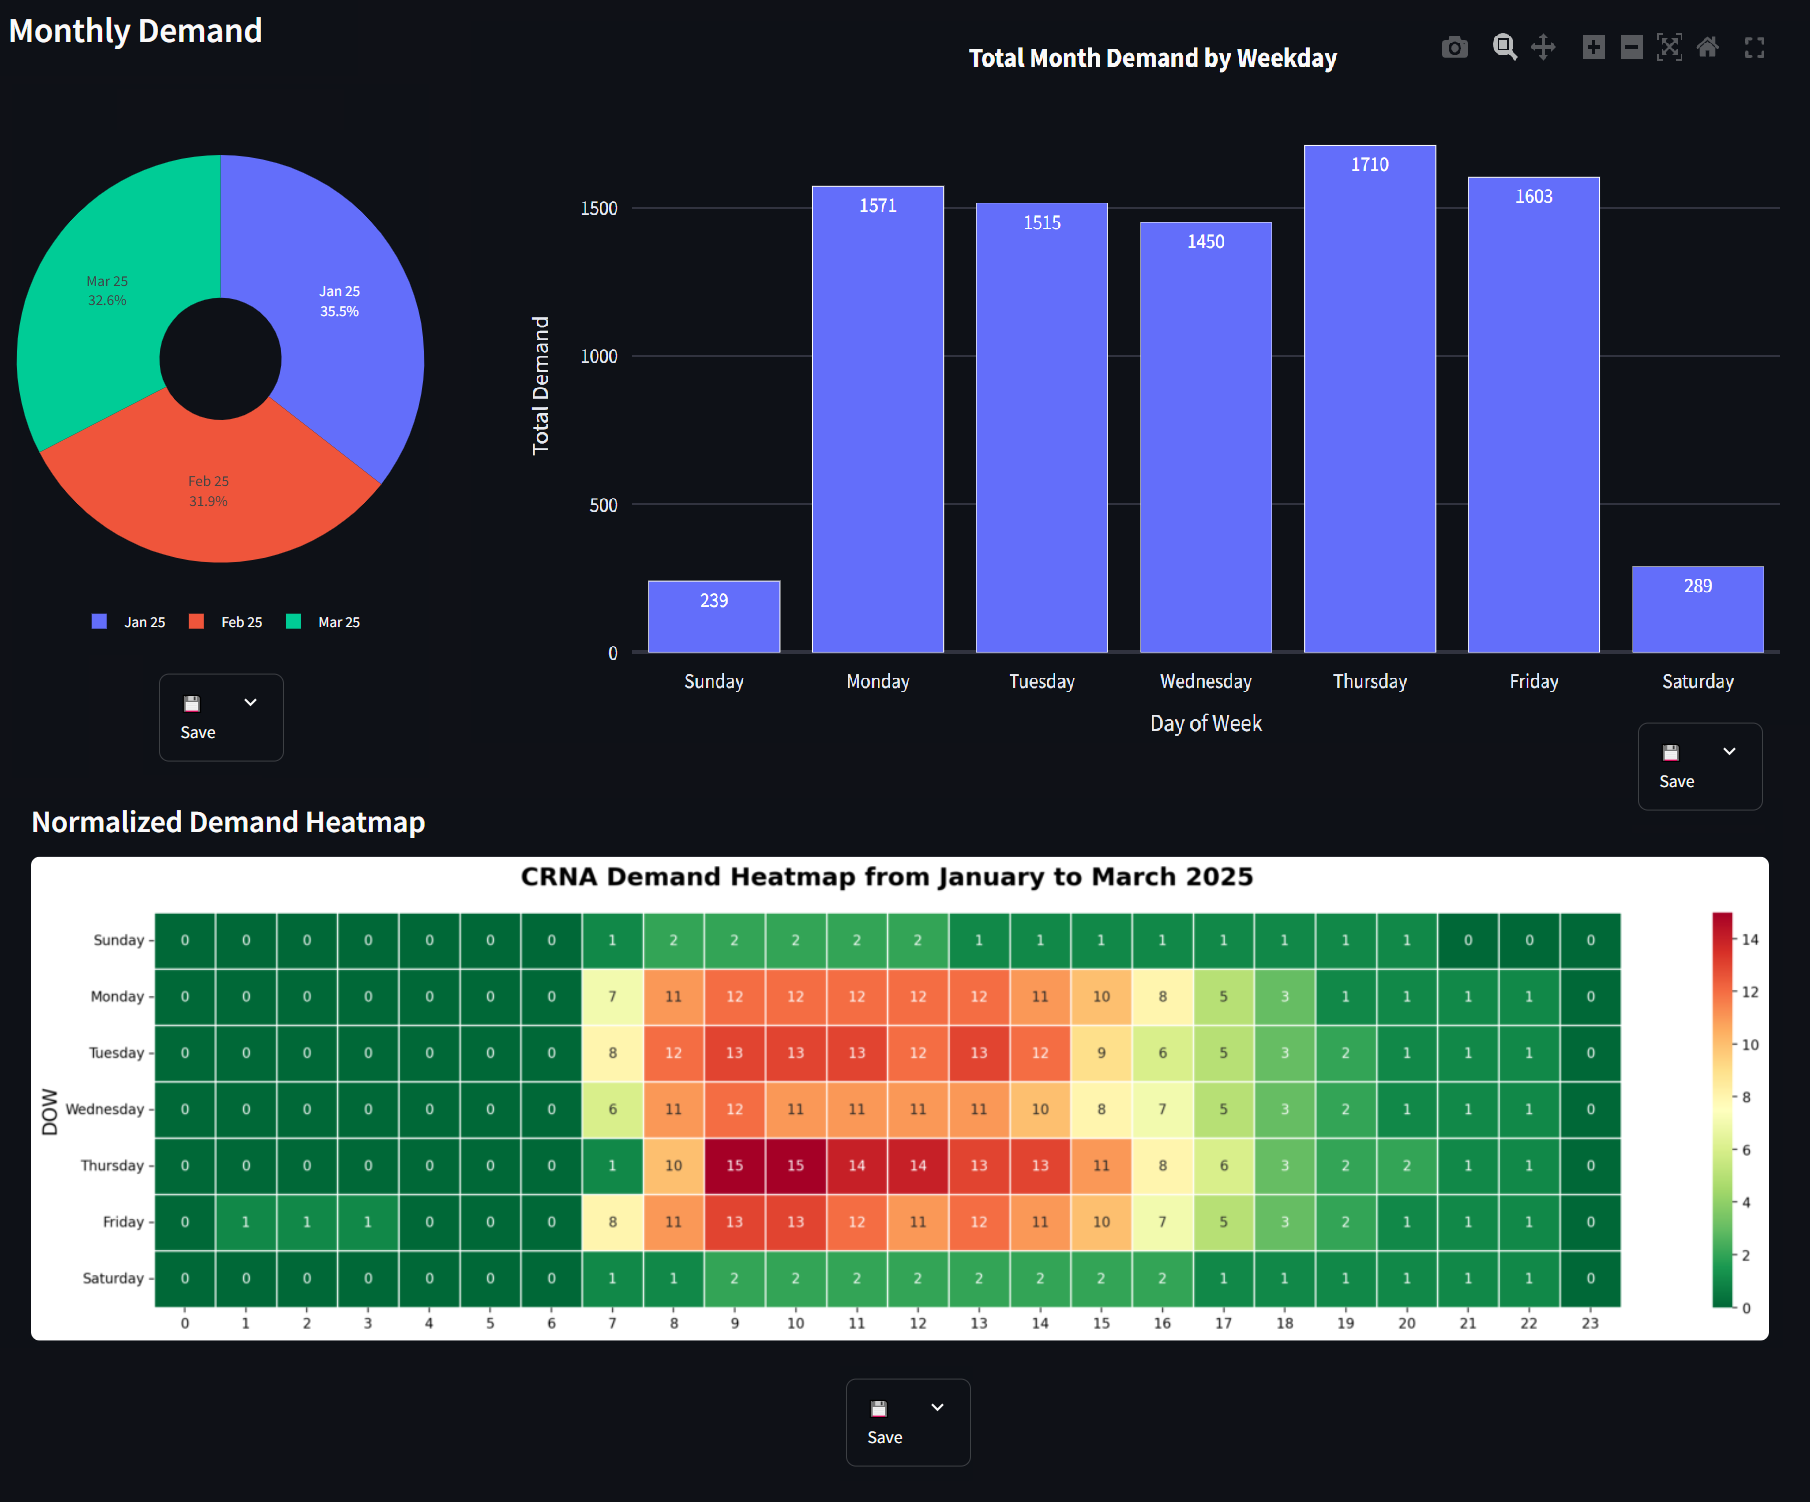 Monthly Demand
Total Month Demand by Weekday
Mar 25
32.6%
Jan 25
35.5%
Feb 25
31.9%
Jan 25 Feb 25 Mar 25
Save
Total Demand
1500
1000
500
0
239
1571
1515
1450
1710
1603
289
Sunday Monday Tuesday Wednesday Thursday Friday Saturday
Day of Week
Save
Normalized Demand Heatmap
CRNA Demand Heatmap from January to March 2025
DOW
Sunday 0 0 0 0 0 0 0 1 2 2 2 2 2 1 1 1 1 1 1 1 1 0 0 0
Monday 0 0 0 0 0 0 0 7 11 12 12 12 12 12 11 10 8 5 3 1 1 1 1 0
Tuesday 0 0 0 0 0 0 0 8 12 13 13 13 12 13 12 9 6 5 3 2 1 1 1 0
Wednesday 0 0 0 0 0 0 0 6 11 12 11 11 11 11 10 8 7 5 3 2 1 1 1 0
Thursday 0 0 0 0 0 0 0 1 10 15 15 14 14 13 13 11 8 6 3 2 2 1 1 0
Friday 0 1 1 1 0 0 0 8 11 13 13 12 11 12 11 10 7 5 3 2 1 1 1 0
Saturday 0 0 0 0 0 0 0 1 1 2 2 2 2 2 2 2 2 1 1 1 1 1 1 0
0 1 2 3 4 5 6 7 8 9 10 11 12 13 14 15 16 17 18 19 20 21 22 23
14
12
10
8
6
4
2
0
Save